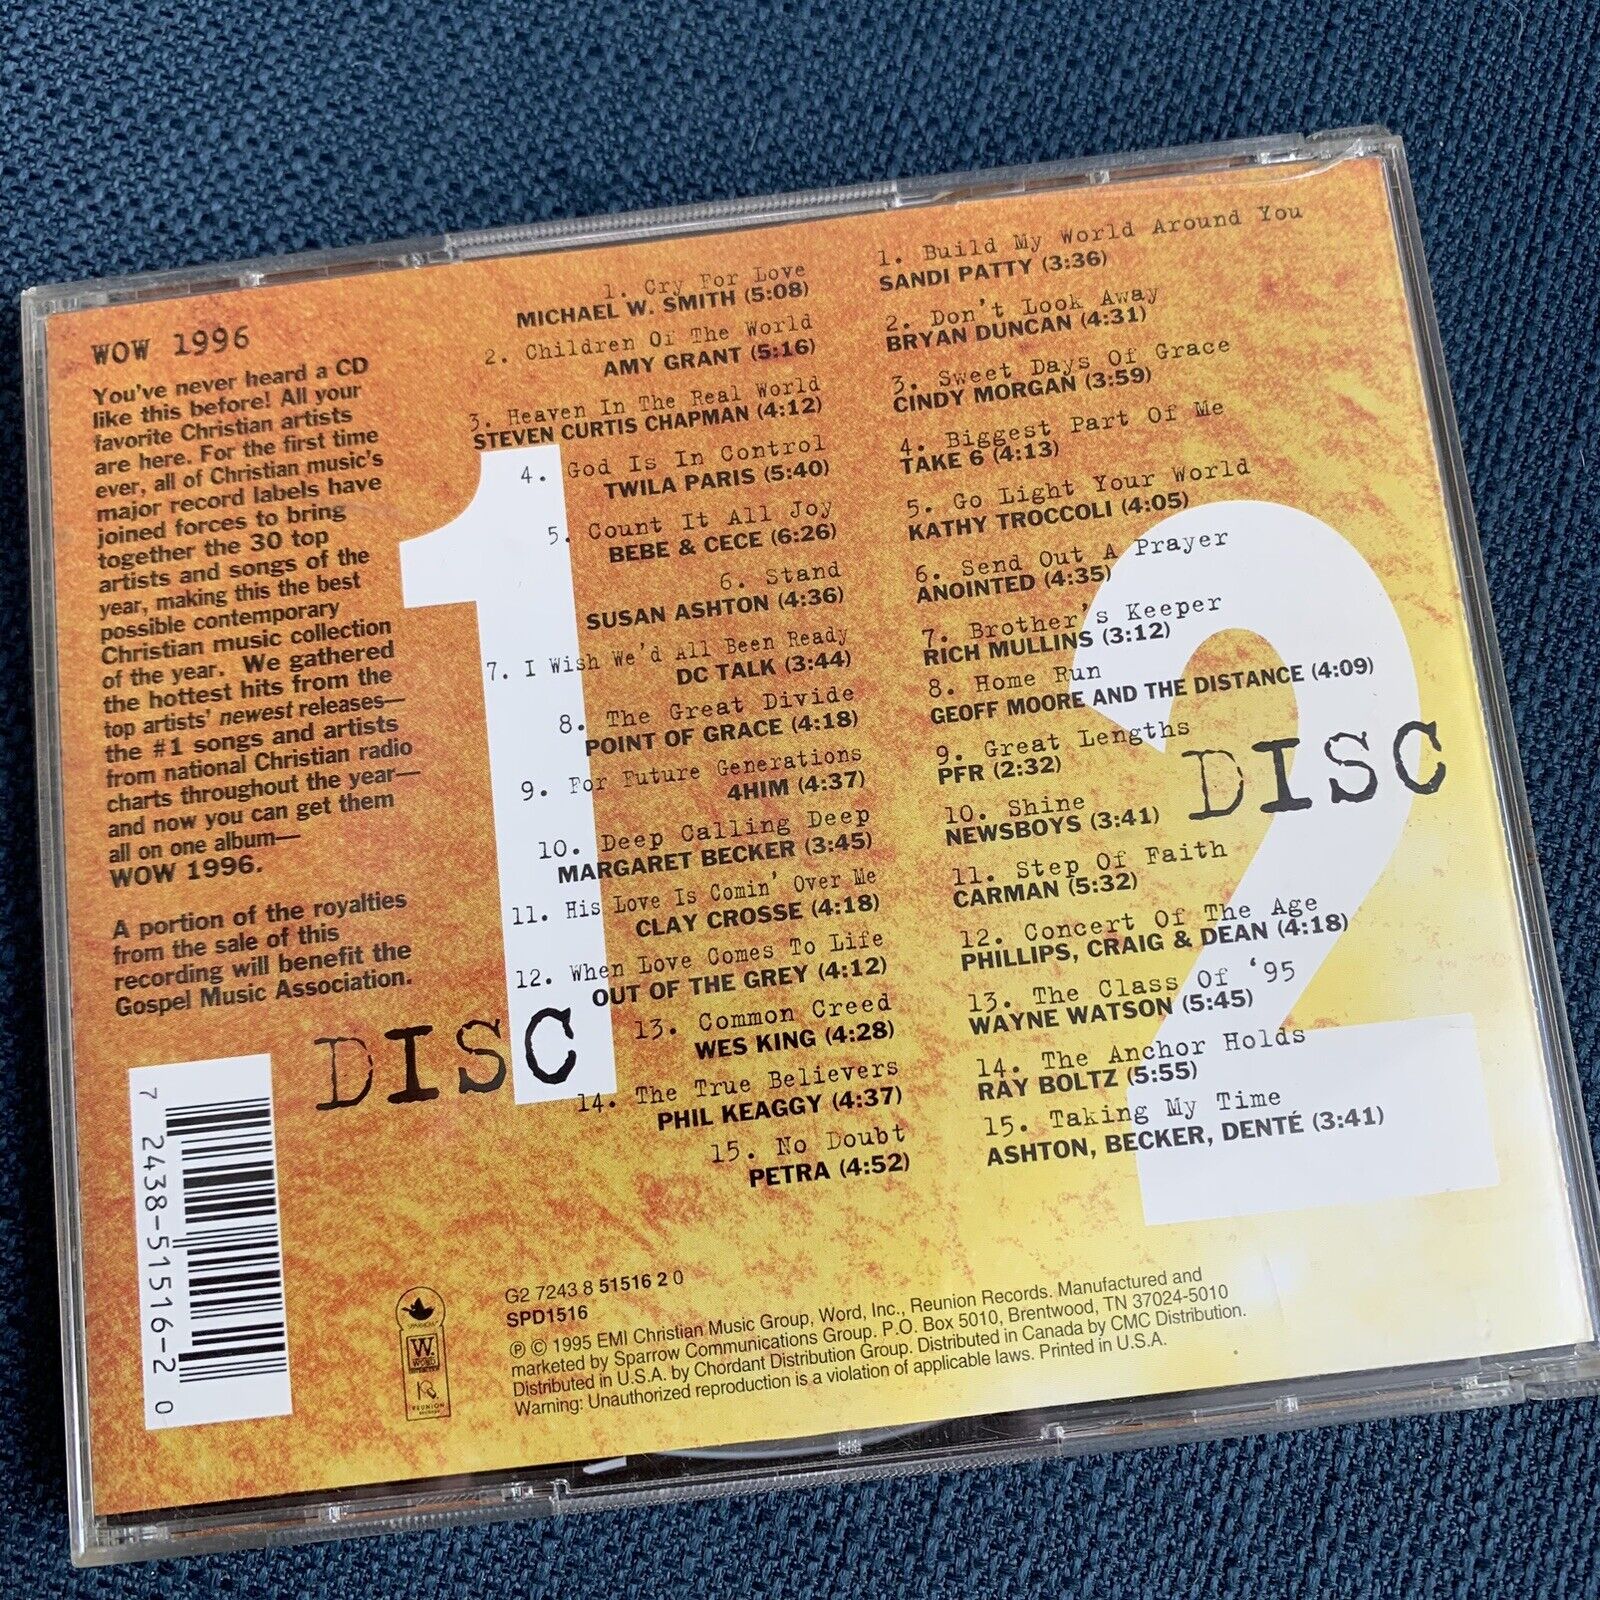 WOW 1996
You've never heard a CD
like this before! All your
favorite Christian artists
are here. For the first time
ever, all of Christian music's
major record labels have
joined forces to bring
together the 30 top
artists and songs of the
year, making this the best
possible contemporary
Christian music collection
of the year. We gathered
the hottest hits from the
top artists' newest releases—
the #1 songs and artists
from national Christian radio
charts throughout the year—
and now you can get them
all on one album—
WOW 1996.
A portion of the royalties
from the sale of this
recording will benefit the
Gospel Music Association.
1
DISC
1. Cry For Love
MICHAEL W. SMITH (5:08)
2. Children Of The World
AMY GRANT (5:16)
3. Heaven In The Real World
STEVEN CURTIS CHAPMAN (4:12)
4. God Is In Control
TWILA PARIS (5:40)
5. Count It All Joy
BEBE & CECE (6:26)
6. Stand
SUSAN ASHTON (4:36)
7. I Wish We'd All Been Ready
DC TALK (3:44)
8. The Great Divide
POINT OF GRACE (4:18)
9. For Future Generations
4HIM (4:37)
10. Deep Calling Deep
MARGARET BECKER (3:45)
11. His Love Is Comin' Over Me
CLAY CROSSE (4:18)
12. When Love Comes To Life
OUT OF THE GREY (4:12)
13. Common Creed
WES KING (4:28)
14. The True Believers
PHIL KEAGGY (4:37)
15. No Doubt
PETRA (4:52)
2
DISC
1. Build My World Around You
SANDI PATTY (3:36)
2. Don't Look Away
BRYAN DUNCAN (4:31)
3. Sweet Days Of Grace
CINDY MORGAN (3:59)
4. Biggest Part Of Me
TAKE 6 (4:13)
5. Go Light Your World
KATHY TROCCOLI (4:05)
6. Send Out A Prayer
ANOINTED (4:35)
7. Brother's Keeper
RICH MULLINS (3:12)
8. Home Run
GEOFF MOORE AND THE DISTANCE (4:09)
9. Great Lengths
PFR (2:32)
10. Shine
NEWSBOYS (3:41)
11. Step Of Faith
CARMAN (5:32)
12. Concert Of The Age
PHILLIPS, CRAIG & DEAN (4:18)
13. The Class Of '95
WAYNE WATSON (5:45)
14. The Anchor Holds
RAY BOLTZ (5:55)
15. Taking My Time
ASHTON, BECKER, DENTÉ (3:41)
7 2438-51516-2 0
W
WORD
REUNION
G2 7243 8 51516 2 0
SPD1516
℗ © 1995 EMI Christian Music Group, Word, Inc., Reunion Records. Manufactured and
marketed by Sparrow Communications Group. P.O. Box 5010, Brentwood, TN 37024-5010
Distributed in U.S.A. by Chordant Distribution Group. Distributed in Canada by CMC Distribution.
Warning: Unauthorized reproduction is a violation of applicable laws. Printed in U.S.A.